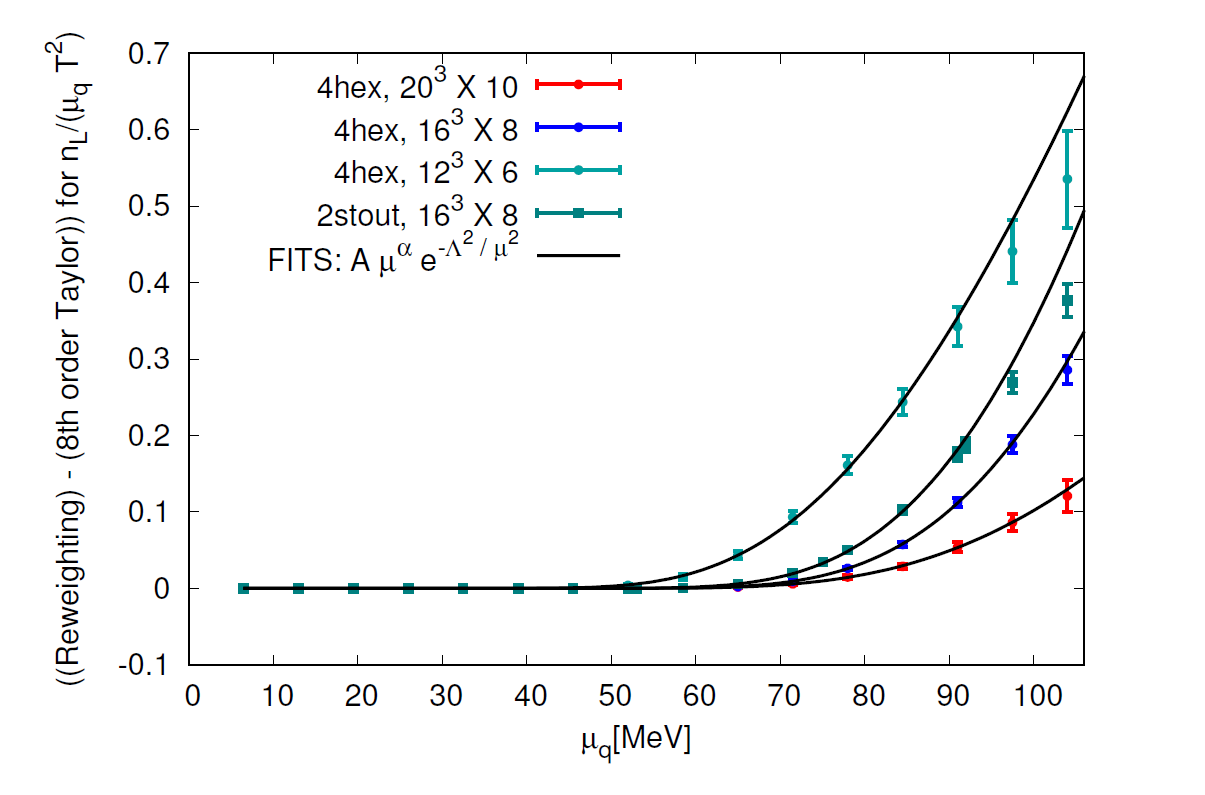 ((Reweighting) - (8th order Taylor)) for n_L/(μ_q T^2)
0.7
0.6
0.5
0.4
0.3
0.2
0.1
0
-0.1
4hex, 20^3 X 10
4hex, 16^3 X 8
4hex, 12^3 X 6
2stout, 16^3 X 8
FITS: A μ^α e^{-Λ^2 / μ^2}
0 10 20 30 40 50 60 70 80 90 100
μ_q[MeV]